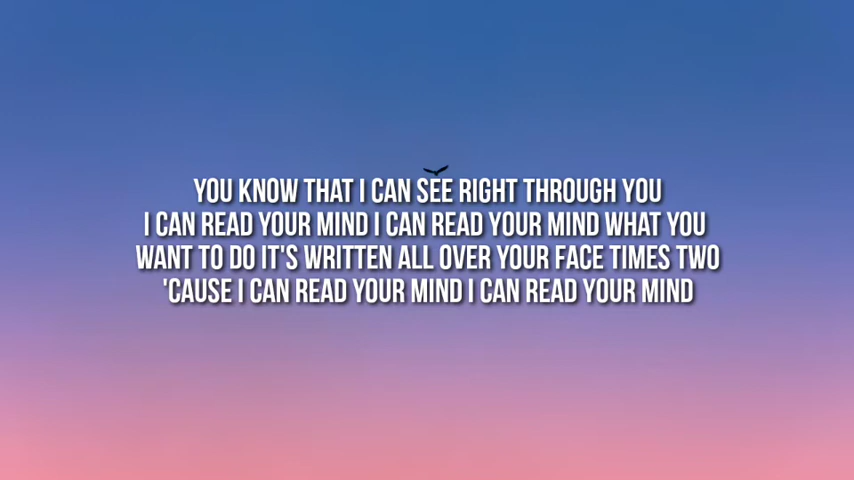 YOU KNOW THAT I CAN SEE RIGHT THROUGH YOU
I CAN READ YOUR MIND I CAN READ YOUR MIND WHAT YOU
WANT TO DO IT'S WRITTEN ALL OVER YOUR FACE TIMES TWO
'CAUSE I CAN READ YOUR MIND I CAN READ YOUR MIND